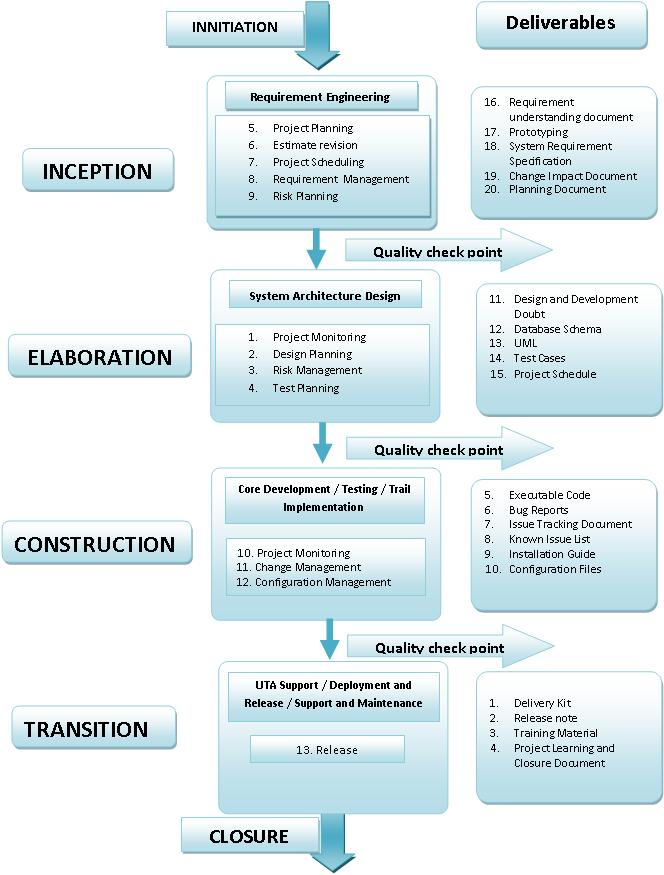 INNITIATION
Deliverables
Requirement Engineering
5. Project Planning
6. Estimate revision
7. Project Scheduling
8. Requirement Management
9. Risk Planning
INCEPTION
16. Requirement
understanding document
17. Prototyping
18. System Requirement
Specification
19. Change Impact Document
20. Planning Document
Quality check point
System Architecture Design
1. Project Monitoring
2. Design Planning
3. Risk Management
4. Test Planning
ELABORATION
11. Design and Development
Doubt
12. Database Schema
13. UML
14. Test Cases
15. Project Schedule
Quality check point
Core Development / Testing / Trail
Implementation
10. Project Monitoring
11. Change Management
12. Configuration Management
CONSTRUCTION
5. Executable Code
6. Bug Reports
7. Issue Tracking Document
8. Known Issue List
9. Installation Guide
10. Configuration Files
Quality check point
UTA Support / Deployment and
Release / Support and Maintenance
13. Release
TRANSITION
1. Delivery Kit
2. Release note
3. Training Material
4. Project Learning and
Closure Document
CLOSURE